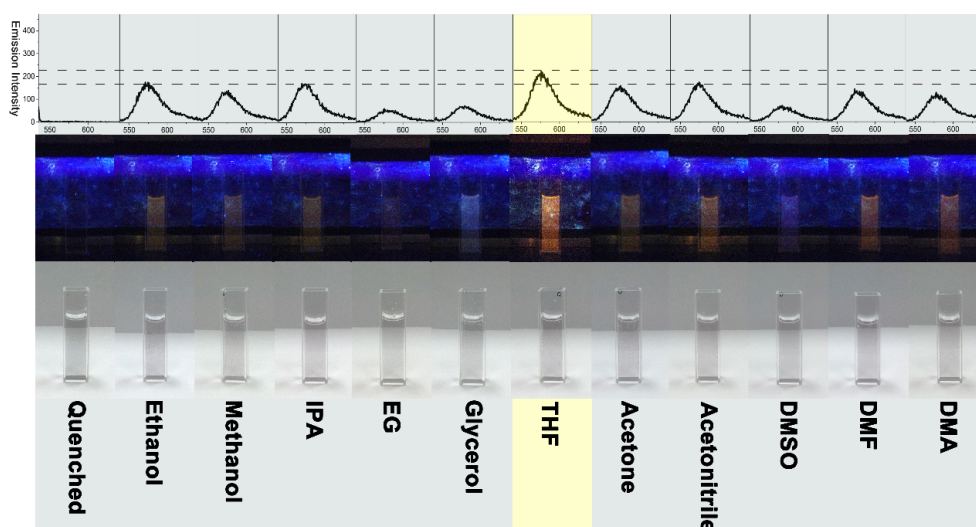 Emission Intensity
400
300
200
100
0
550 600 550 600 550 600 550 600 550 600 550 600 550 600 550 600 550 600 550 600 550 600 550 600
Quenched
Ethanol
Methanol
IPA
EG
Glycerol
THF
Acetone
Acetonitrile
DMSO
DMF
DMA